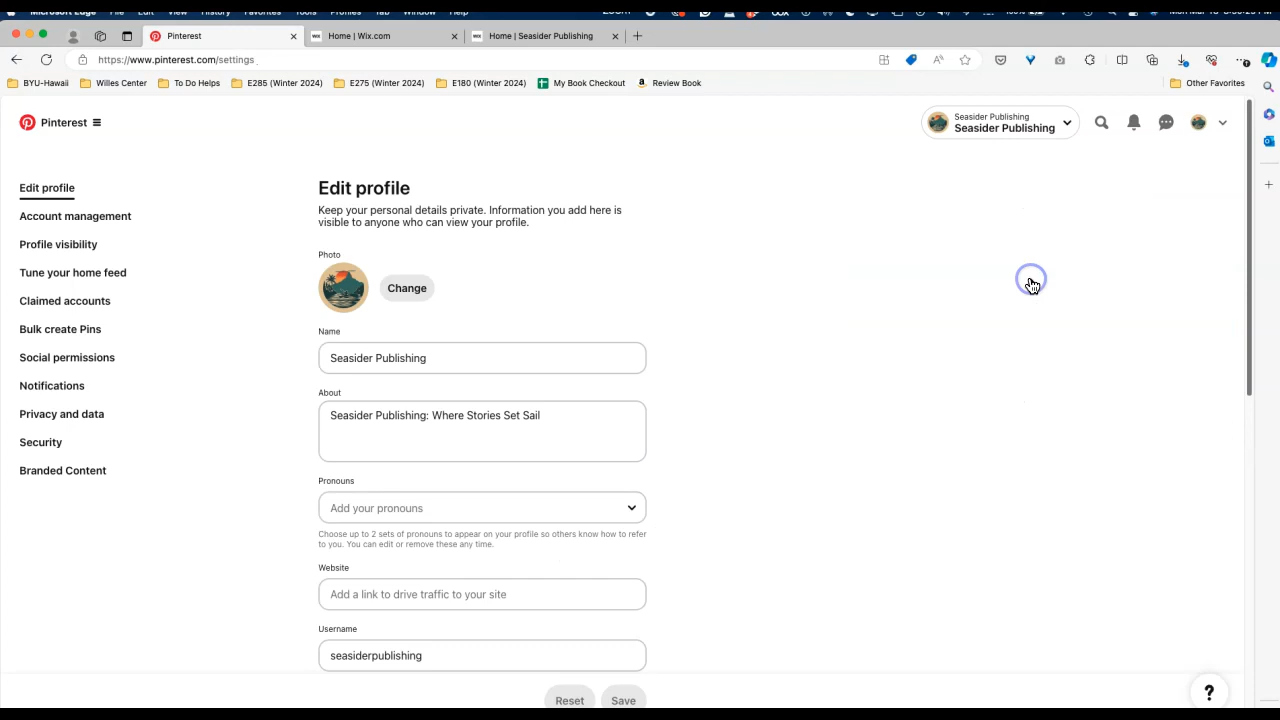 Microsoft Edge File Edit View History Favorites Tools Profiles Tab Window Help
Pinterest
Home | Wix.com
Home | Seasider Publishing
https://www.pinterest.com/settings
BYU-Hawaii
Willes Center
To Do Helps
E285 (Winter 2024)
E275 (Winter 2024)
E180 (Winter 2024)
My Book Checkout
Review Book
Other Favorites
Pinterest
Seasider Publishing
Seasider Publishing
Edit profile
Account management
Profile visibility
Tune your home feed
Claimed accounts
Bulk create Pins
Social permissions
Notifications
Privacy and data
Security
Branded Content
Edit profile
Keep your personal details private. Information you add here is
visible to anyone who can view your profile.
Photo
Change
Name
Seasider Publishing
About
Seasider Publishing: Where Stories Set Sail
Pronouns
Add your pronouns
Choose up to 2 sets of pronouns to appear on your profile so others know how to refer
to you. You can edit or remove these any time.
Website
Add a link to drive traffic to your site
Username
seasiderpublishing
Reset
Save
?